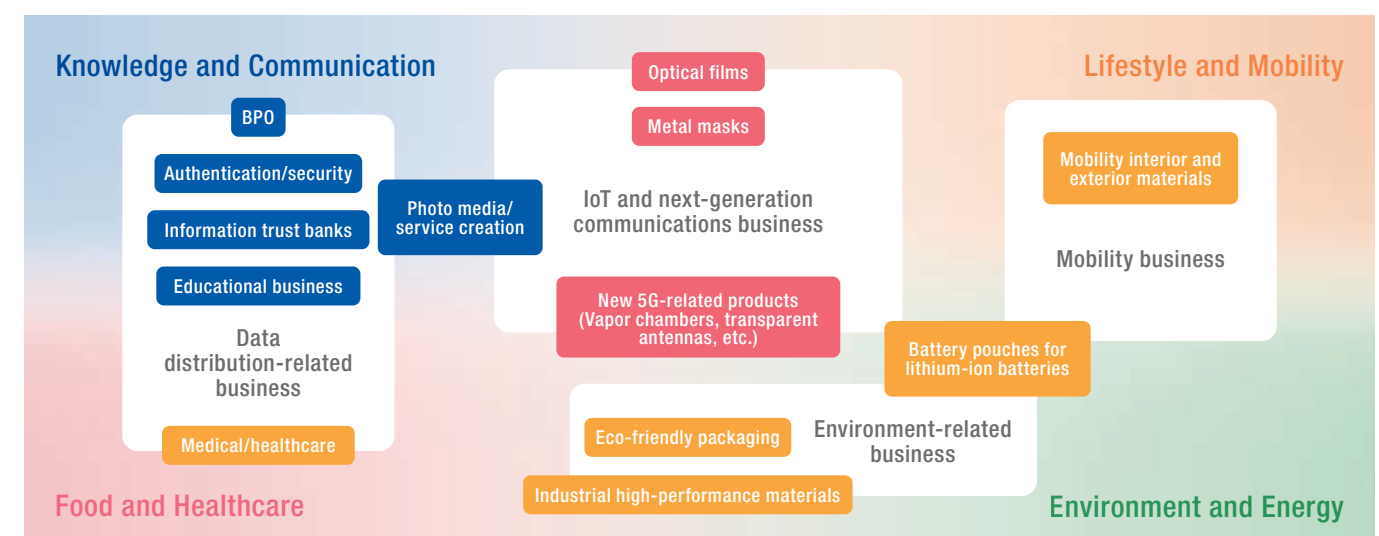 Knowledge and Communication
BPO
Authentication/security
Information trust banks
Educational business
Data
distribution-related
business
Medical/healthcare
Food and Healthcare
Photo media/
service creation
Optical films
Metal masks
IoT and next-generation
communications business
New 5G-related products
(Vapor chambers, transparent
antennas, etc.)
Lifestyle and Mobility
Mobility interior and
exterior materials
Mobility business
Battery pouches for
lithium-ion batteries
Eco-friendly packaging
Environment-related
business
Industrial high-performance materials
Environment and Energy